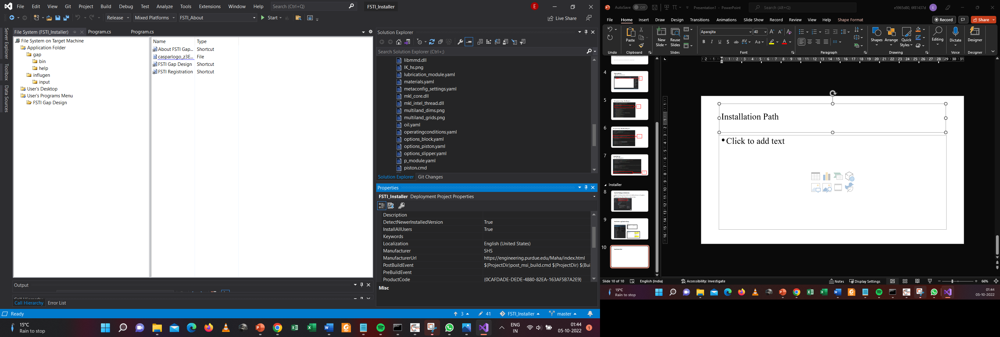 File Edit View Git Project Build Debug Test Analyze Tools Extensions Window Help Search (Ctrl+Q) FSTI_Installer E
Release Mixed Platforms FSTI_About Start Live Share
Server Explorer
Toolbox
Data Sources
File System (FSTI_Installer) Program.cs Program.cs
File System on Target Machine
Application Folder
gap
bin
help
influgen
input
User's Desktop
User's Programs Menu
FSTI Gap Design
Name Type
About FSTI Gap... Shortcut
casparlogo_z3E... File
FSTI Gap Design Shortcut
FSTI Registration Shortcut
Output
Call Hierarchy
Call Hierarchy Error List
Solution Explorer
Search Solution Explorer (Ctrl+;)
libmmd.dll
lK_hs.png
lubrication_module.yaml
materials.yaml
metaconfig_settings.yaml
mkl_core.dll
mkl_intel_thread.dll
multiland_dims.png
multiland_grids.png
oil.yaml
operatingconditions.yaml
options_block.yaml
options_piston.yaml
options_slipper.yaml
p_module.yaml
piston.cmd
Solution Explorer Git Changes
Properties
FSTI_Installer Deployment Project Properties
Description
DetectNewerInstalledVersion True
InstallAllUsers True
Keywords
Localization English (United States)
Manufacturer SHS
ManufacturerUrl https://engineering.purdue.edu/Maha/index.html
PostBuildEvent $(ProjectDir)post_msi_build.cmd $(ProjectDir) $(Bui
PreBuildEvent
ProductCode {0CAFDADE-DEDE-4880-82EA-163AF5B7A2E9}
Misc
Ready 3 41 FSTI_Installer master
15°C
Rain to stop
ENG
IN
01:44
05-10-2022
1
AutoSave Off Presentation1 - PowerPoint Search (Alt+Q) e5965d80, 6f81437d E
File Home Insert Draw Design Transitions Animations Slide Show Record Review View Help Shape Format Record Share
Paste New Slide Reuse Slides Aparajita 40 Shapes Arrange Quick Styles Editing Dictate Designer
Undo Clipboard Slides Font Paragraph Drawing Voice Designer
4
5
6
7
Installer
8
9
10
Installation Path
• Click to add text
Slide 10 of 10 English (India) Accessibility: Investigate Notes Display Settings 66%
15°C
Rain to stop
01:44
05-10-2022